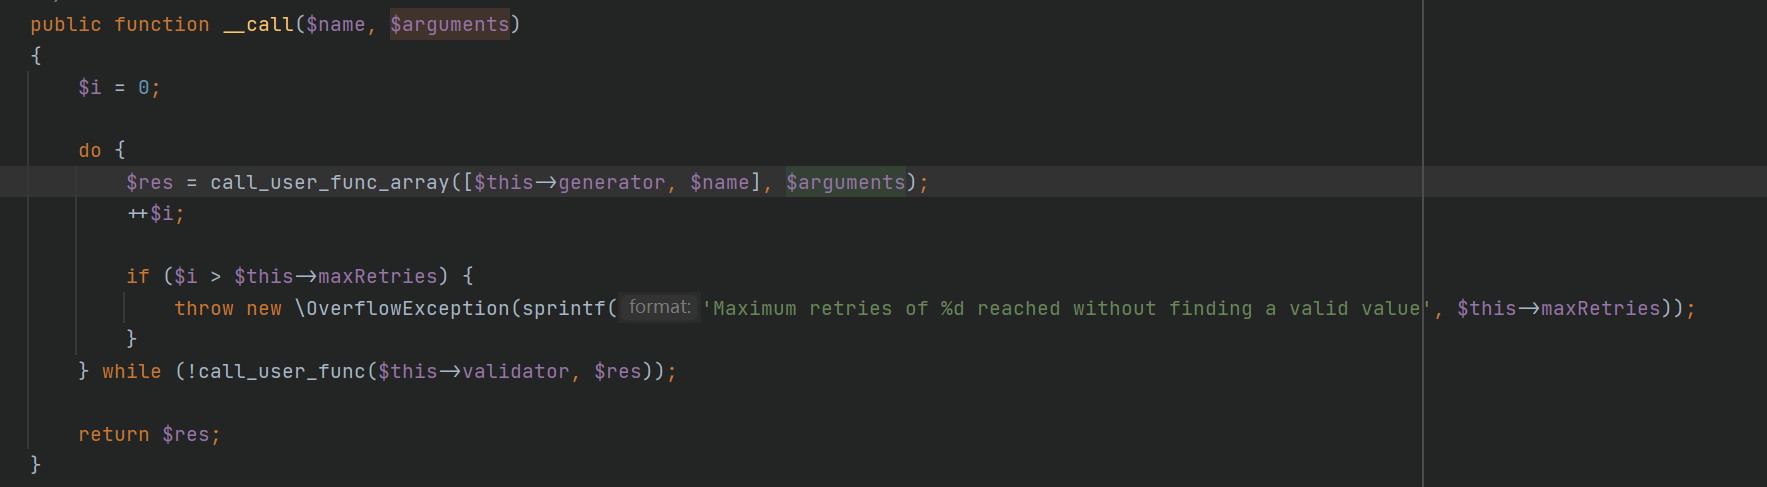 public function __call($name, $arguments)
{
    $i = 0;

    do {
        $res = call_user_func_array([$this->generator, $name], $arguments);
        ++$i;

        if ($i > $this->maxRetries) {
            throw new \OverflowException(sprintf( format: 'Maximum retries of %d reached without finding a valid value', $this->maxRetries));
        }
    } while (!call_user_func($this->validator, $res));

    return $res;
}